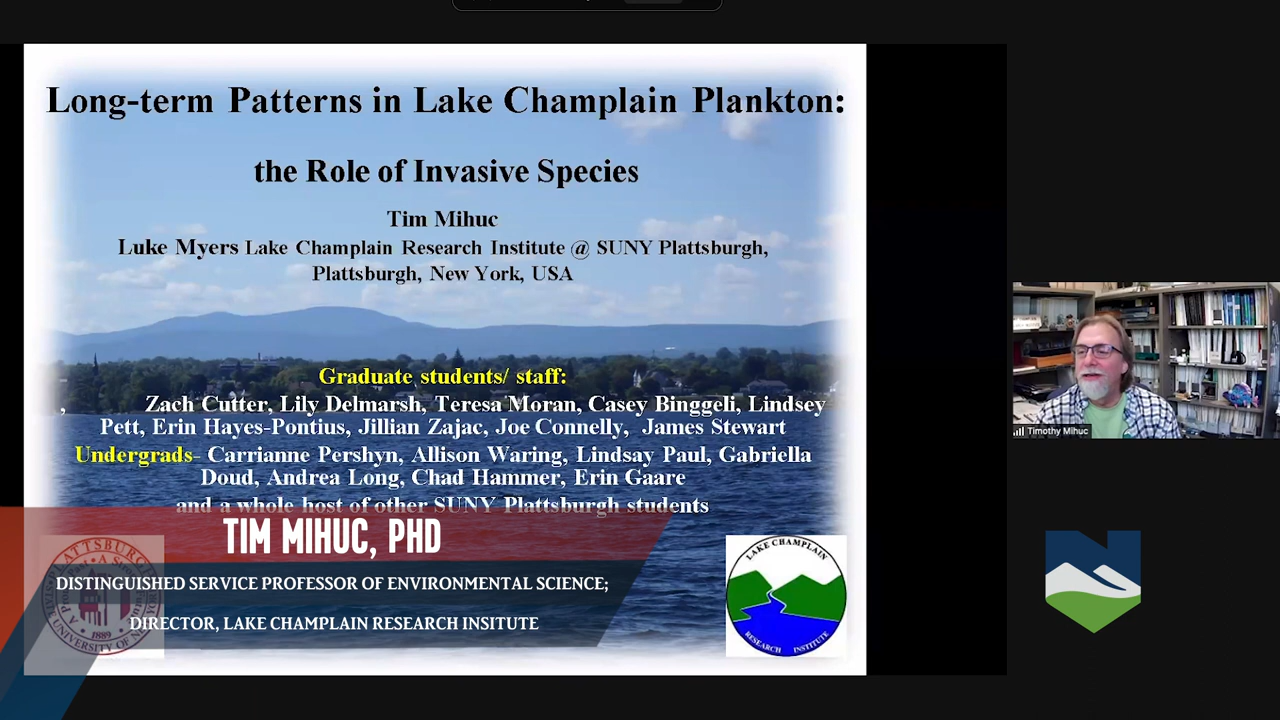 Long-term Patterns in Lake Champlain Plankton:
the Role of Invasive Species
Tim Mihuc
Luke Myers Lake Champlain Research Institute @ SUNY Plattsburgh,
Plattsburgh, New York, USA
Graduate students/ staff:
, Zach Cutter, Lily Delmarsh, Teresa Moran, Casey Binggeli, Lindsey
Pett, Erin Hayes-Pontius, Jillian Zajac, Joe Connelly, James Stewart
Undergrads- Carrianne Pershyn, Allison Waring, Lindsay Paul, Gabriella
Doud, Andrea Long, Chad Hammer, Erin Gaare
and a whole host of other SUNY Plattsburgh students
TIM MIHUC, PHD
DISTINGUISHED SERVICE PROFESSOR OF ENVIRONMENTAL SCIENCE;
DIRECTOR, LAKE CHAMPLAIN RESEARCH INSITUTE
1889
LAKE CHAMPLAIN
RESEARCH INSTITUTE
Timothy Mihuc